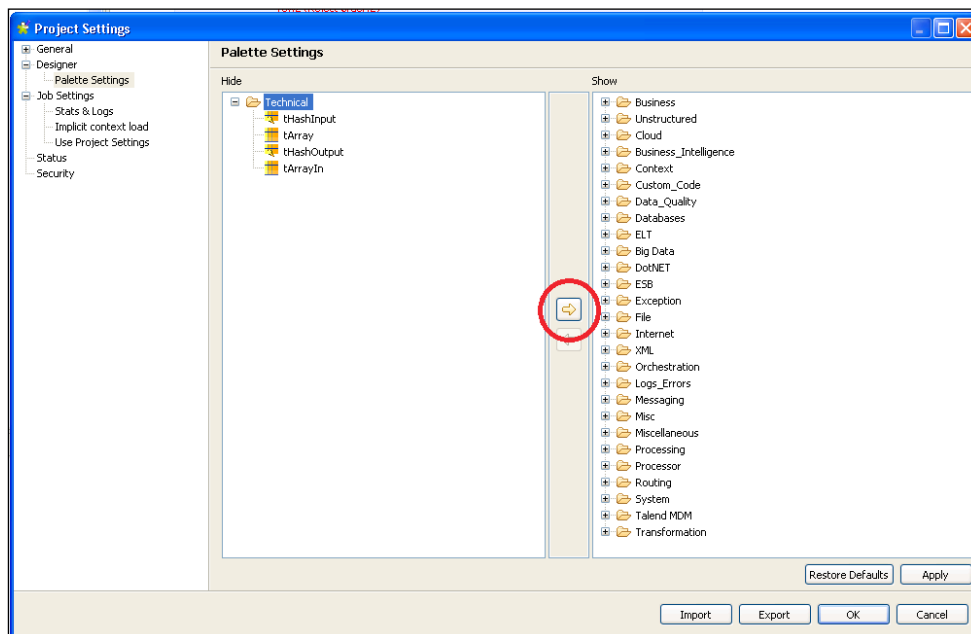 Project Settings
General
Designer
Palette Settings
Job Settings
Stats & Logs
Implicit context load
Use Project Settings
Status
Security
Palette Settings
Hide
Technical
tHashInput
tArray
tHashOutput
tArrayIn
Show
Business
Unstructured
Cloud
Business_Intelligence
Context
Custom_Code
Data_Quality
Databases
ELT
Big Data
DotNET
ESB
Exception
File
Internet
XML
Orchestration
Logs_Errors
Messaging
Misc
Miscellaneous
Processing
Processor
Routing
System
Talend MDM
Transformation
Restore Defaults Apply
Import Export OK Cancel